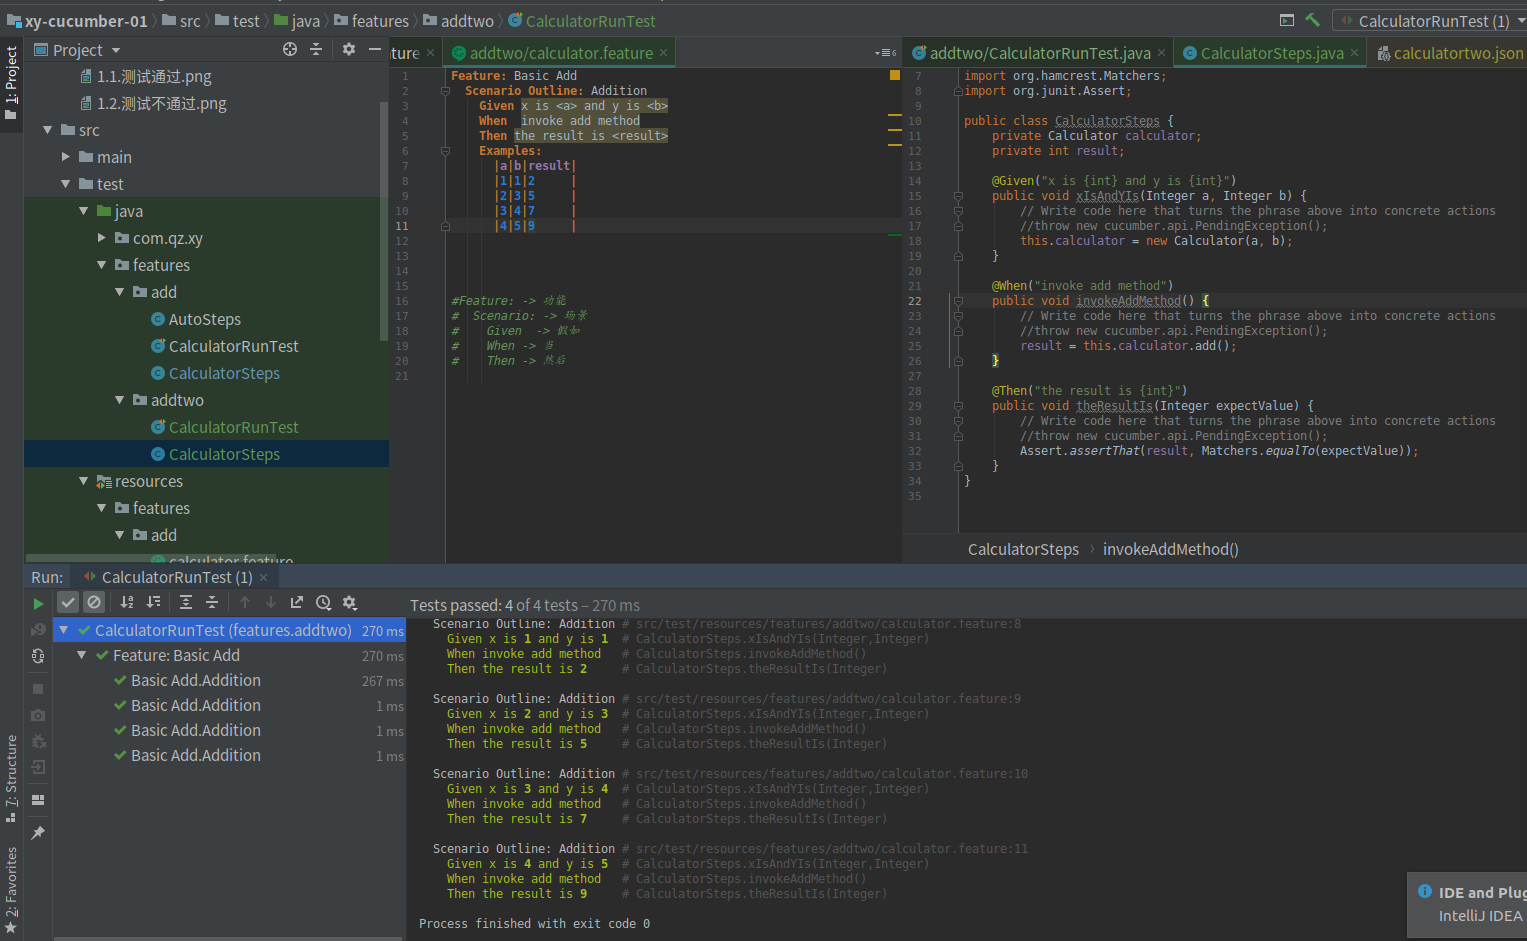 xy-cucumber-01 src test java features addtwo CalculatorRunTest
CalculatorRunTest (1)
1: Project
7: Structure
2: Favorites
Project
1.1.测试通过.png
1.2.测试不通过.png
src
main
test
java
com.qz.xy
features
add
AutoSteps
CalculatorRunTest
CalculatorSteps
addtwo
CalculatorRunTest
CalculatorSteps
resources
features
add
calculator.feature
ture
addtwo/calculator.feature
6
1 Feature: Basic Add
2 Scenario Outline: Addition
3 Given x is <a> and y is <b>
4 When invoke add method
5 Then the result is <result>
6 Examples:
7 |a|b|result|
8 |1|1|2 |
9 |2|3|5 |
10 |3|4|7 |
11 |4|5|9 |
12
13
14
15
16 #Feature: -> 功能
17 # Scenario: -> 场景
18 # Given -> 假如
19 # When -> 当
20 # Then -> 然后
21
addtwo/CalculatorRunTest.java
CalculatorSteps.java
calculatortwo.json
7 import org.hamcrest.Matchers;
8 import org.junit.Assert;
9
10 public class CalculatorSteps {
11 private Calculator calculator;
12 private int result;
13
14 @Given("x is {int} and y is {int}")
15 public void xIsAndYIs(Integer a, Integer b) {
16 // Write code here that turns the phrase above into concrete actions
17 //throw new cucumber.api.PendingException();
18 this.calculator = new Calculator(a, b);
19 }
20
21 @When("invoke add method")
22 public void invokeAddMethod() {
23 // Write code here that turns the phrase above into concrete actions
24 //throw new cucumber.api.PendingException();
25 result = this.calculator.add();
26 }
27
28 @Then("the result is {int}")
29 public void theResultIs(Integer expectValue) {
30 // Write code here that turns the phrase above into concrete actions
31 //throw new cucumber.api.PendingException();
32 Assert.assertThat(result, Matchers.equalTo(expectValue));
33 }
34 }
35
CalculatorSteps › invokeAddMethod()
Run: CalculatorRunTest (1)
Tests passed: 4 of 4 tests – 270 ms
CalculatorRunTest (features.addtwo) 270 ms
Feature: Basic Add 270 ms
Basic Add.Addition 267 ms
Basic Add.Addition 1 ms
Basic Add.Addition 1 ms
Basic Add.Addition 1 ms
Scenario Outline: Addition # src/test/resources/features/addtwo/calculator.feature:8
Given x is 1 and y is 1 # CalculatorSteps.xIsAndYIs(Integer,Integer)
When invoke add method # CalculatorSteps.invokeAddMethod()
Then the result is 2 # CalculatorSteps.theResultIs(Integer)
Scenario Outline: Addition # src/test/resources/features/addtwo/calculator.feature:9
Given x is 2 and y is 3 # CalculatorSteps.xIsAndYIs(Integer,Integer)
When invoke add method # CalculatorSteps.invokeAddMethod()
Then the result is 5 # CalculatorSteps.theResultIs(Integer)
Scenario Outline: Addition # src/test/resources/features/addtwo/calculator.feature:10
Given x is 3 and y is 4 # CalculatorSteps.xIsAndYIs(Integer,Integer)
When invoke add method # CalculatorSteps.invokeAddMethod()
Then the result is 7 # CalculatorSteps.theResultIs(Integer)
Scenario Outline: Addition # src/test/resources/features/addtwo/calculator.feature:11
Given x is 4 and y is 5 # CalculatorSteps.xIsAndYIs(Integer,Integer)
When invoke add method # CalculatorSteps.invokeAddMethod()
Then the result is 9 # CalculatorSteps.theResultIs(Integer)
Process finished with exit code 0
IDE and Plug
IntelliJ IDEA